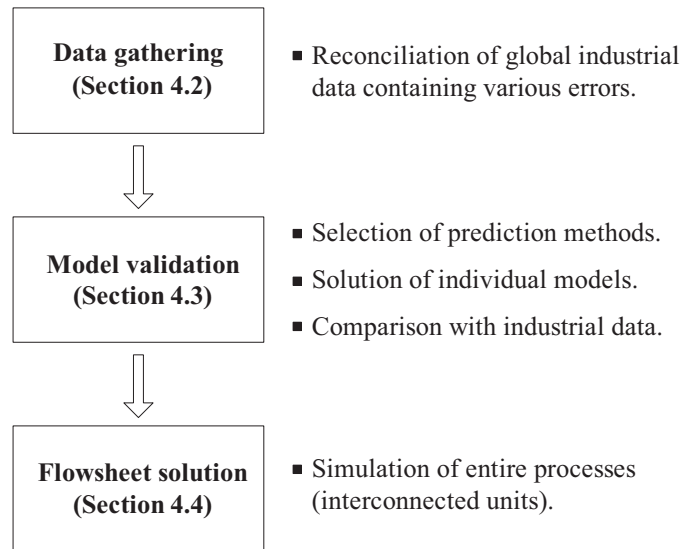 Data gathering
(Section 4.2)
▪ Reconciliation of global industrial
data containing various errors.
Model validation
(Section 4.3)
▪ Selection of prediction methods.
▪ Solution of individual models.
▪ Comparison with industrial data.
Flowsheet solution
(Section 4.4)
▪ Simulation of entire processes
(interconnected units).